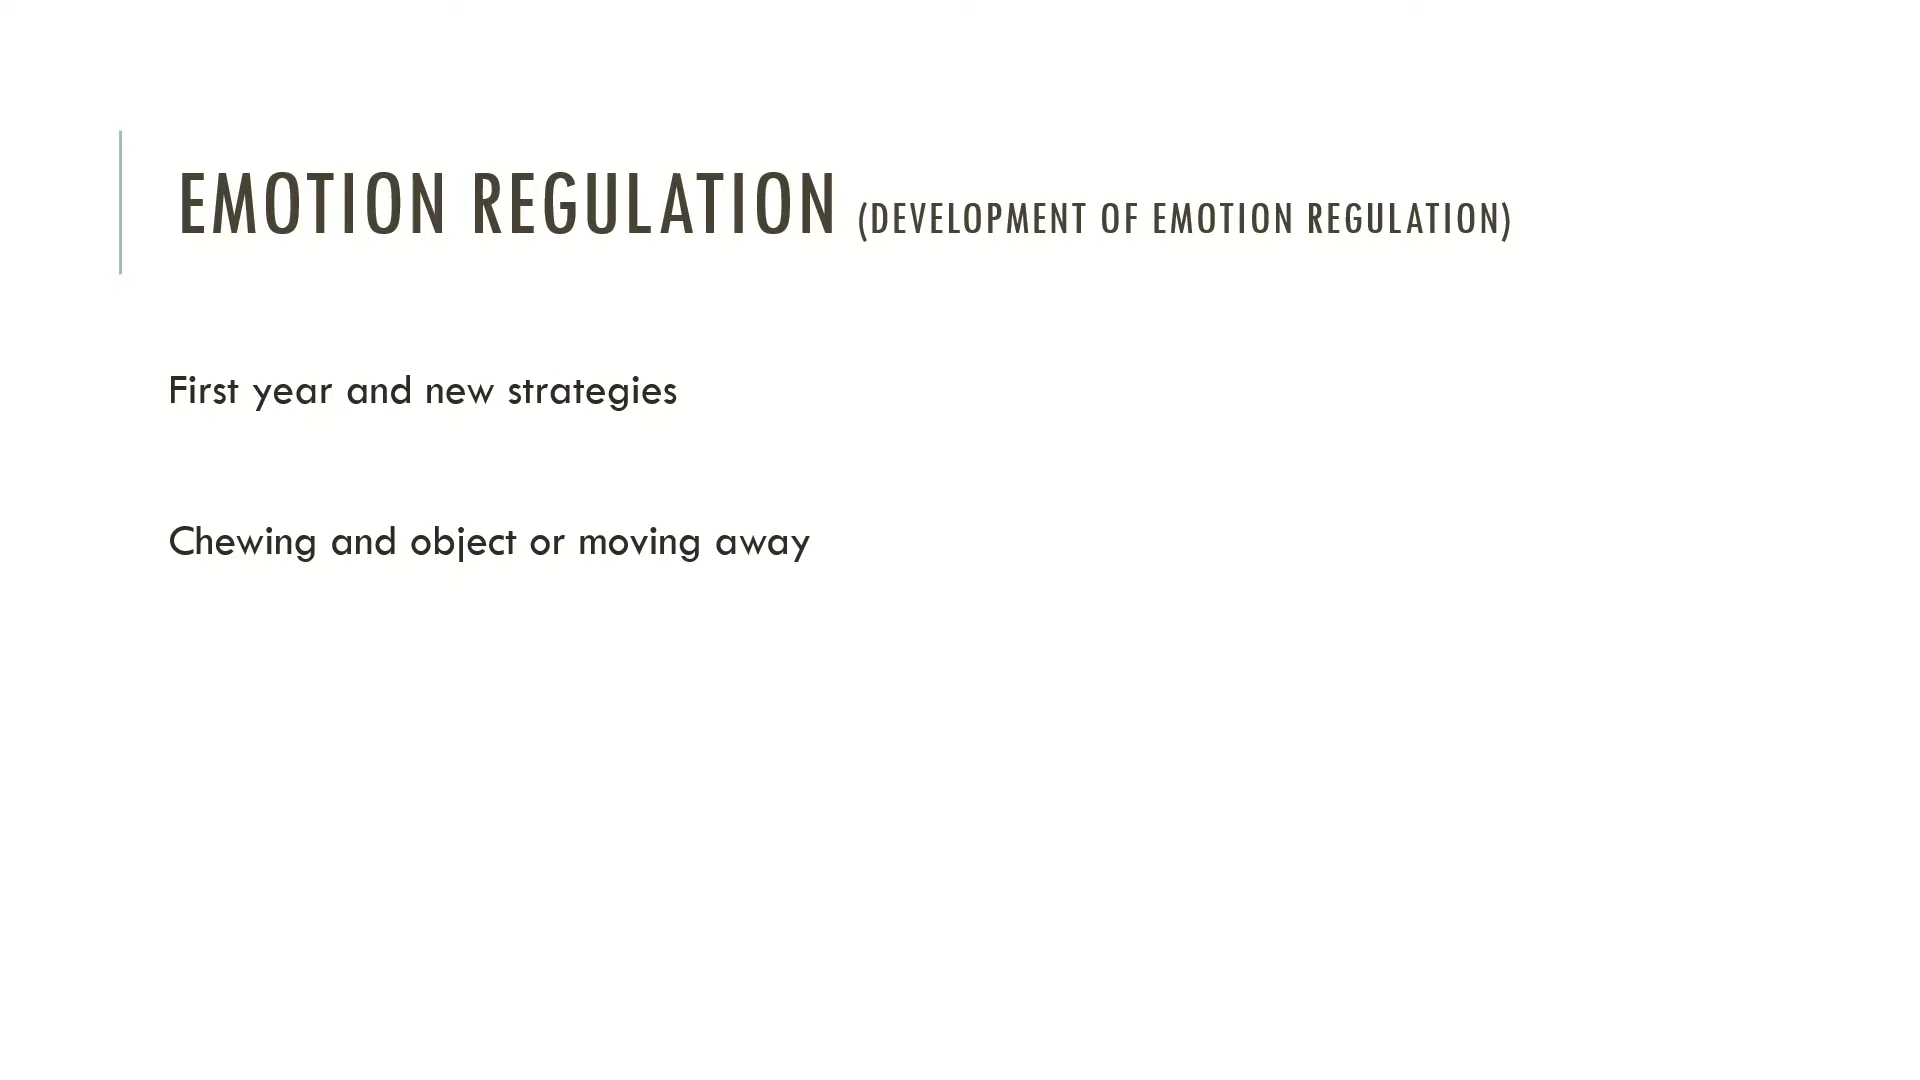 EMOTION REGULATION (DEVELOPMENT OF EMOTION REGULATION)
First year and new strategies
Chewing and object or moving away